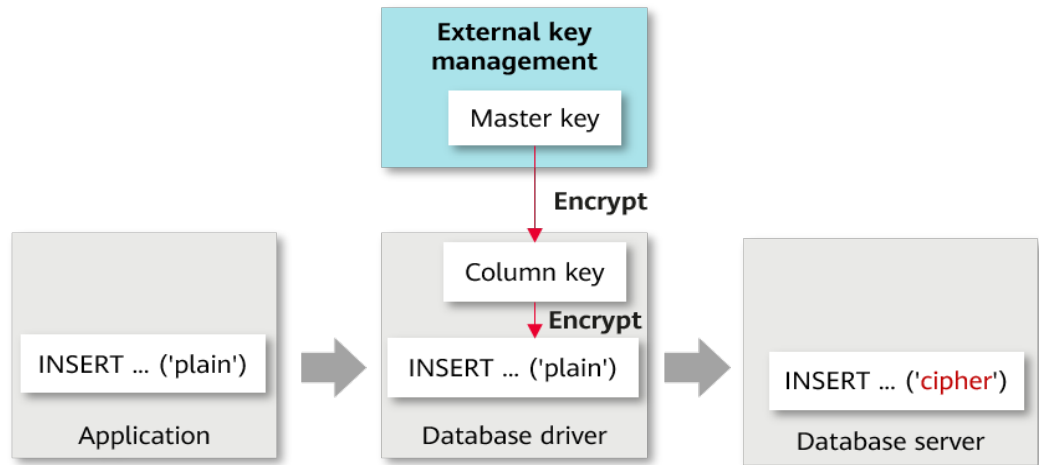 External key
management
Master key
Encrypt
Column key
Encrypt
INSERT ... ('plain')
Application
INSERT ... ('plain')
Database driver
INSERT ... ('cipher')
Database server